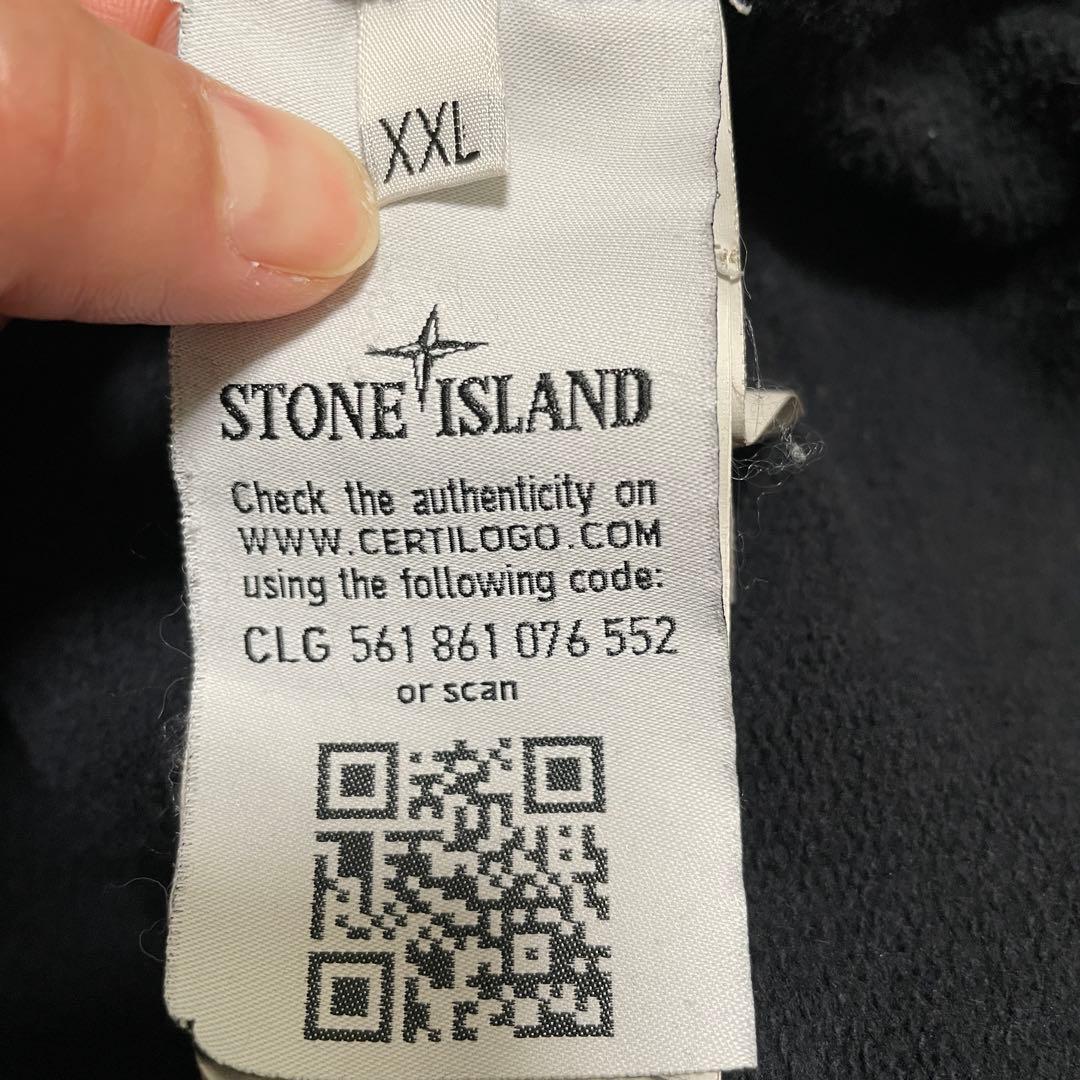 XXL
STONE ISLAND
Check the authenticity on
WWW.CERTILOGO.COM
using the following code:
CLG 561 861 076 552
or scan